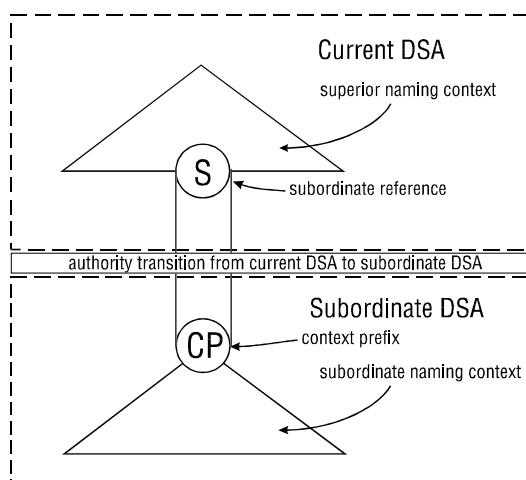 Current DSA
superior naming context
S
subordinate reference
authority transition from current DSA to subordinate DSA
Subordinate DSA
CP
context prefix
subordinate naming context